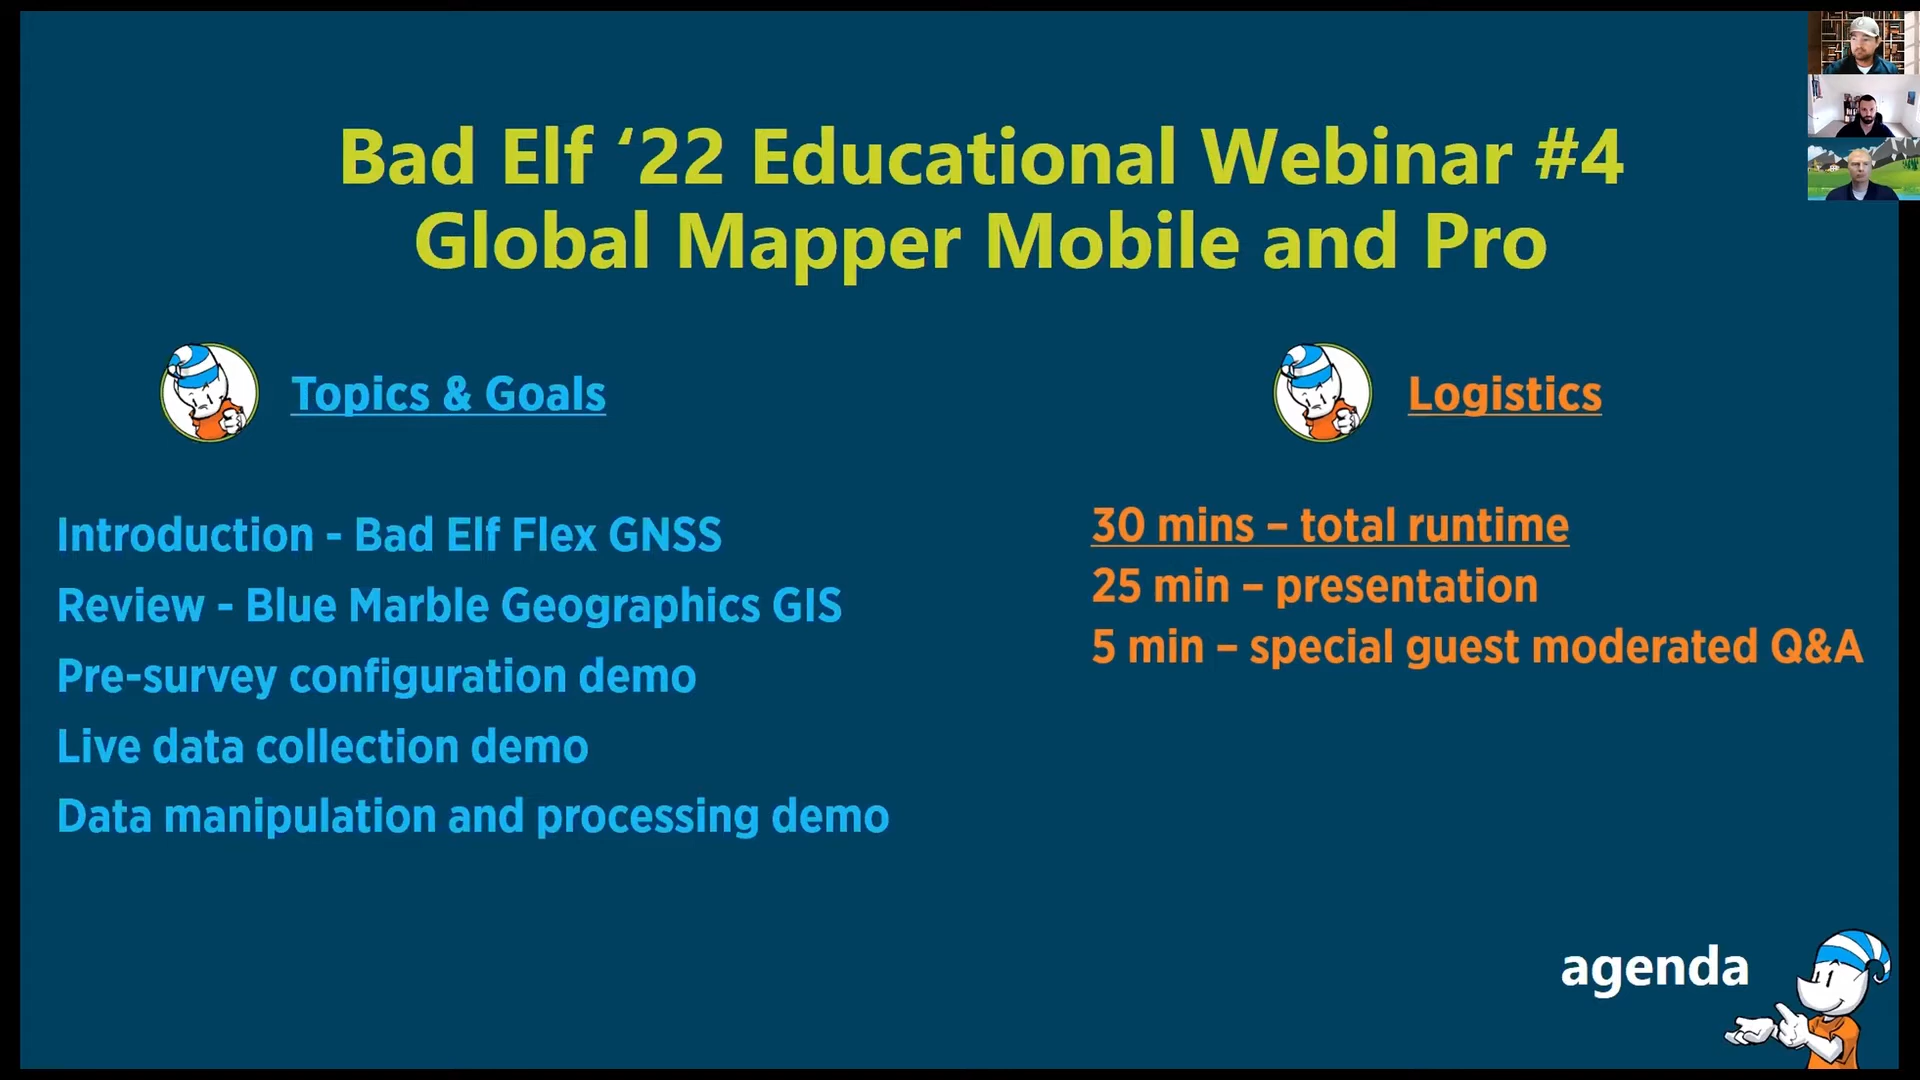 Bad Elf ‘22 Educational Webinar #4
Global Mapper Mobile and Pro
Topics & Goals
Introduction - Bad Elf Flex GNSS
Review - Blue Marble Geographics GIS
Pre-survey configuration demo
Live data collection demo
Data manipulation and processing demo
Logistics
30 mins – total runtime
25 min – presentation
5 min – special guest moderated Q&A
agenda